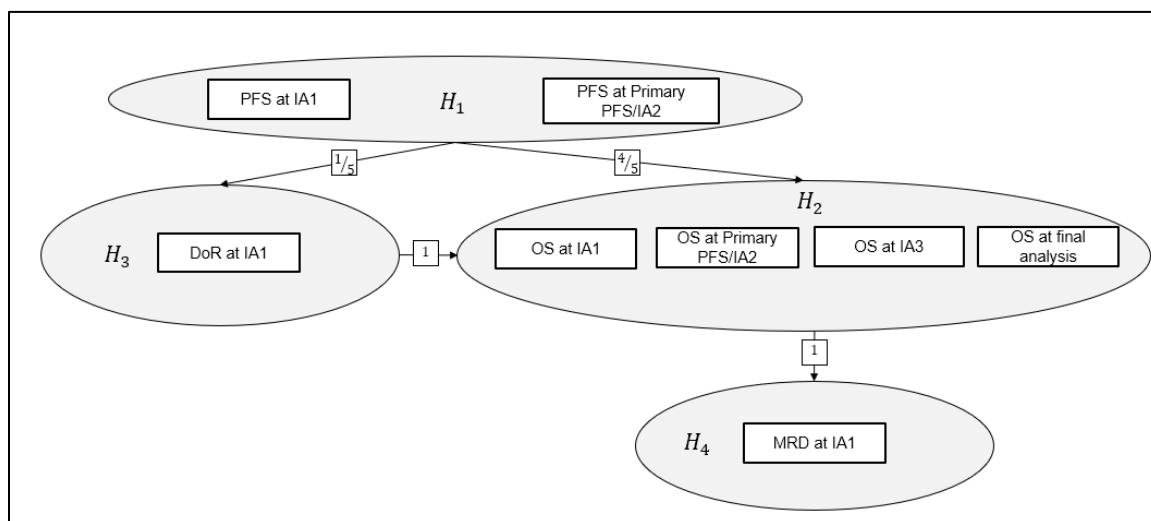 PFS at IA1
H₁
PFS at Primary
PFS/IA2
1/5
4/5
H₃
DoR at IA1
1
H₂
OS at IA1
OS at Primary
PFS/IA2
OS at IA3
OS at final
analysis
1
H₄
MRD at IA1